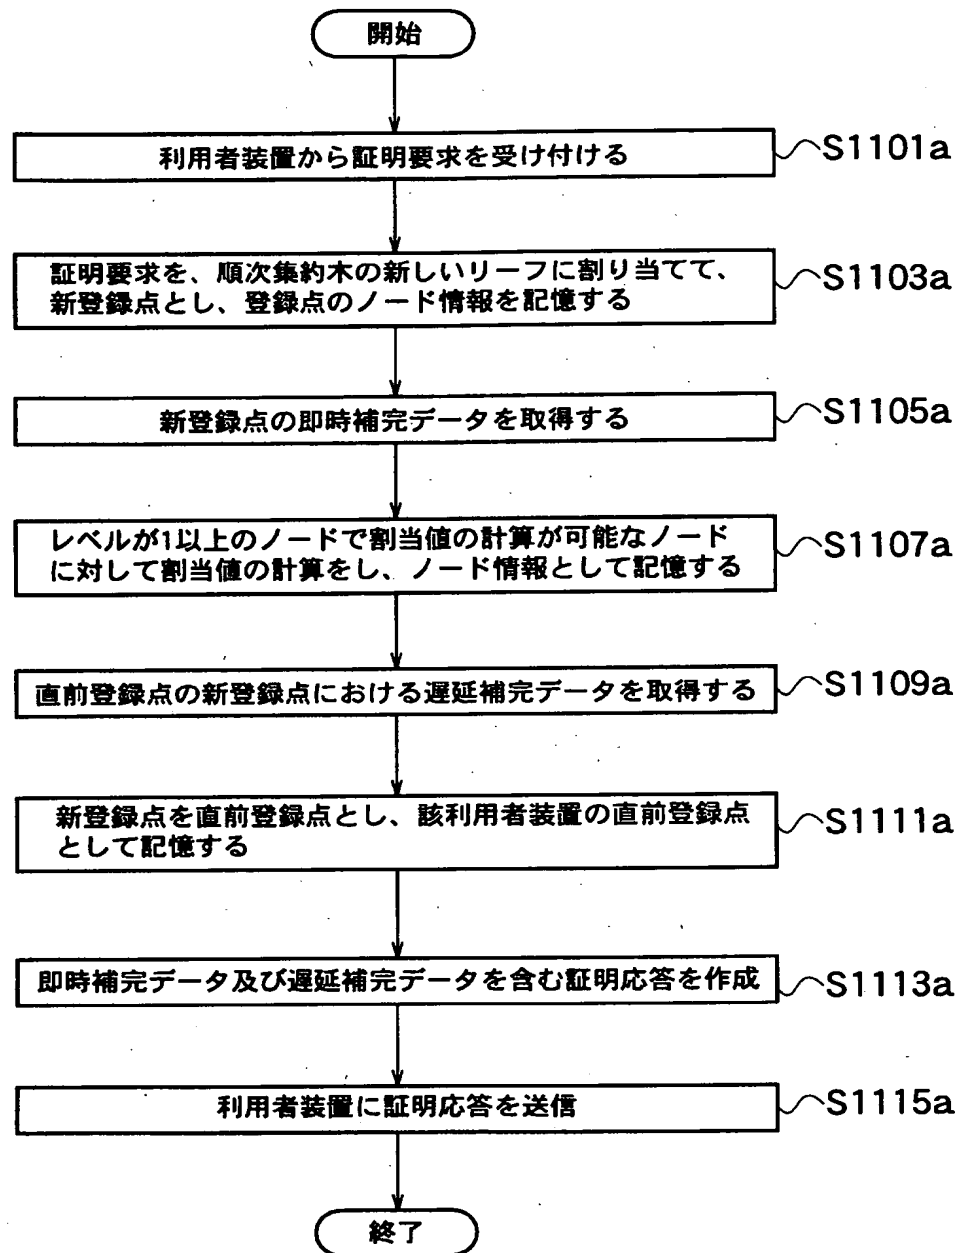 開始
利用者装置から証明要求を受け付ける
S1101a
証明要求を、順次集約木の新しいリーフに割り当てて、
新登録点とし、登録点のノード情報を記憶する
S1103a
新登録点の即時補完データを取得する
S1105a
レベルが1以上のノードで割当値の計算が可能なノード
に対して割当値の計算をし、ノード情報として記憶する
S1107a
直前登録点の新登録点における遅延補完データを取得する
S1109a
新登録点を直前登録点とし、該利用者装置の直前登録点
として記憶する
S1111a
即時補完データ及び遅延補完データを含む証明応答を作成
S1113a
利用者装置に証明応答を送信
S1115a
終了